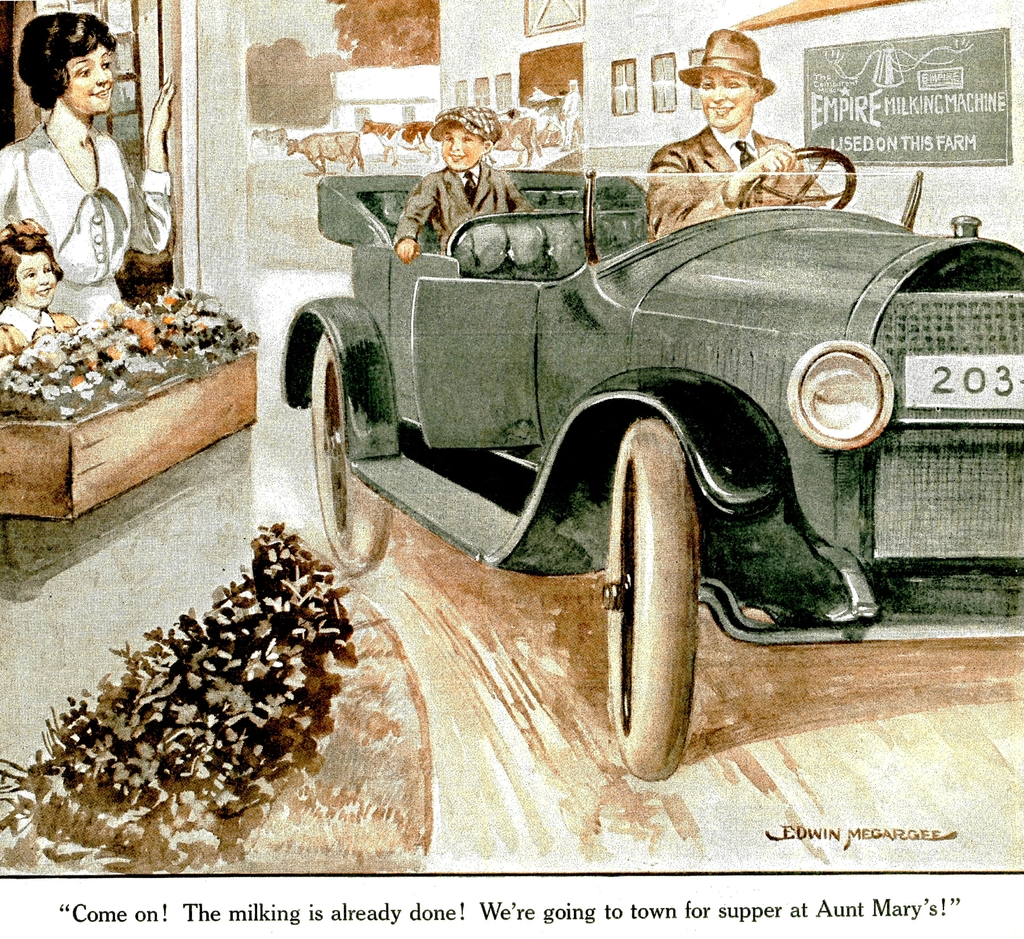 EMPIRE
EMPIRE MILKING MACHINE
USED ON THIS FARM
203
EDWIN MEGARGEE
"Come on! The milking is already done! We're going to town for supper at Aunt Mary's!"